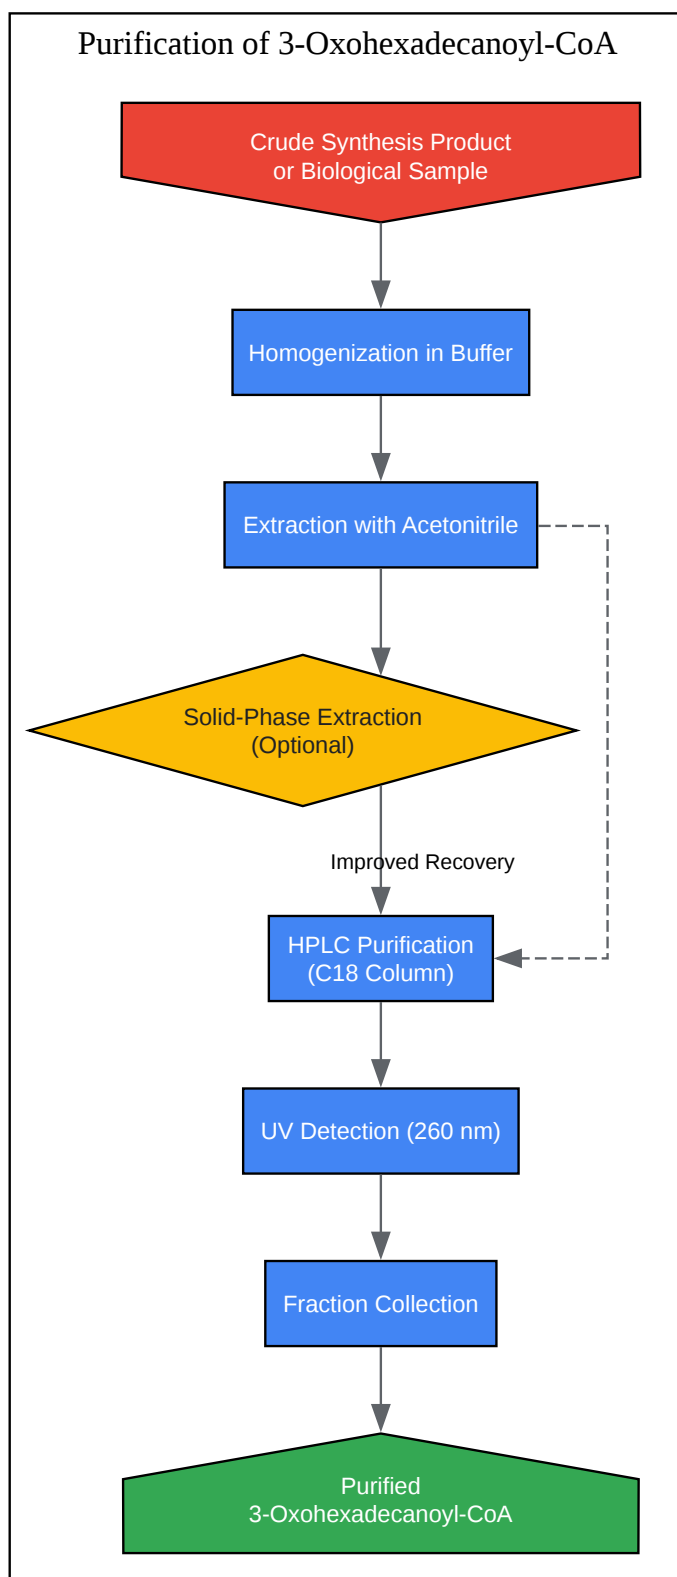 Purification of 3-Oxohexadecanoyl-CoA
Crude Synthesis Product
or Biological Sample
Homogenization in Buffer
Extraction with Acetonitrile
Solid-Phase Extraction
(Optional)
Improved Recovery
HPLC Purification
(C18 Column)
UV Detection (260 nm)
Fraction Collection
Purified
3-Oxohexadecanoyl-CoA